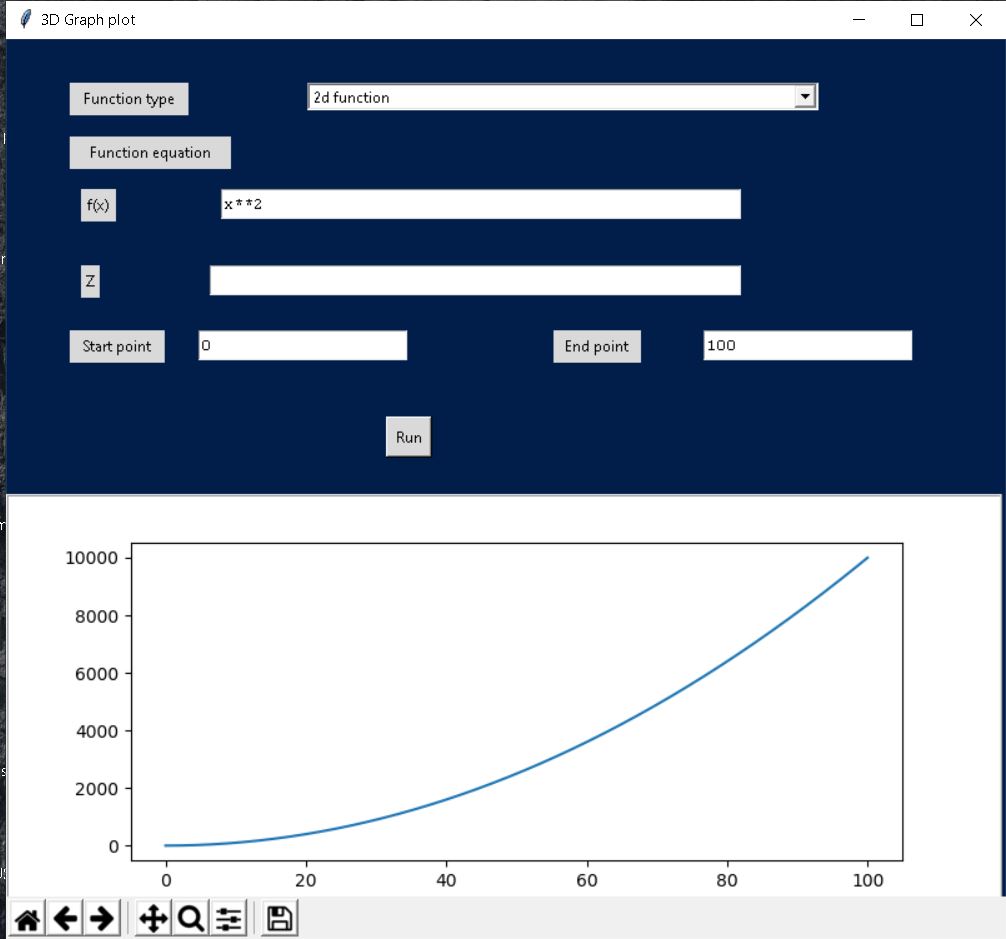 3D Graph plot
Function type 2d function
Function equation
f(x) x**2
Z
Start point 0 End point 100
Run
10000
8000
6000
4000
2000
0
0 20 40 60 80 100